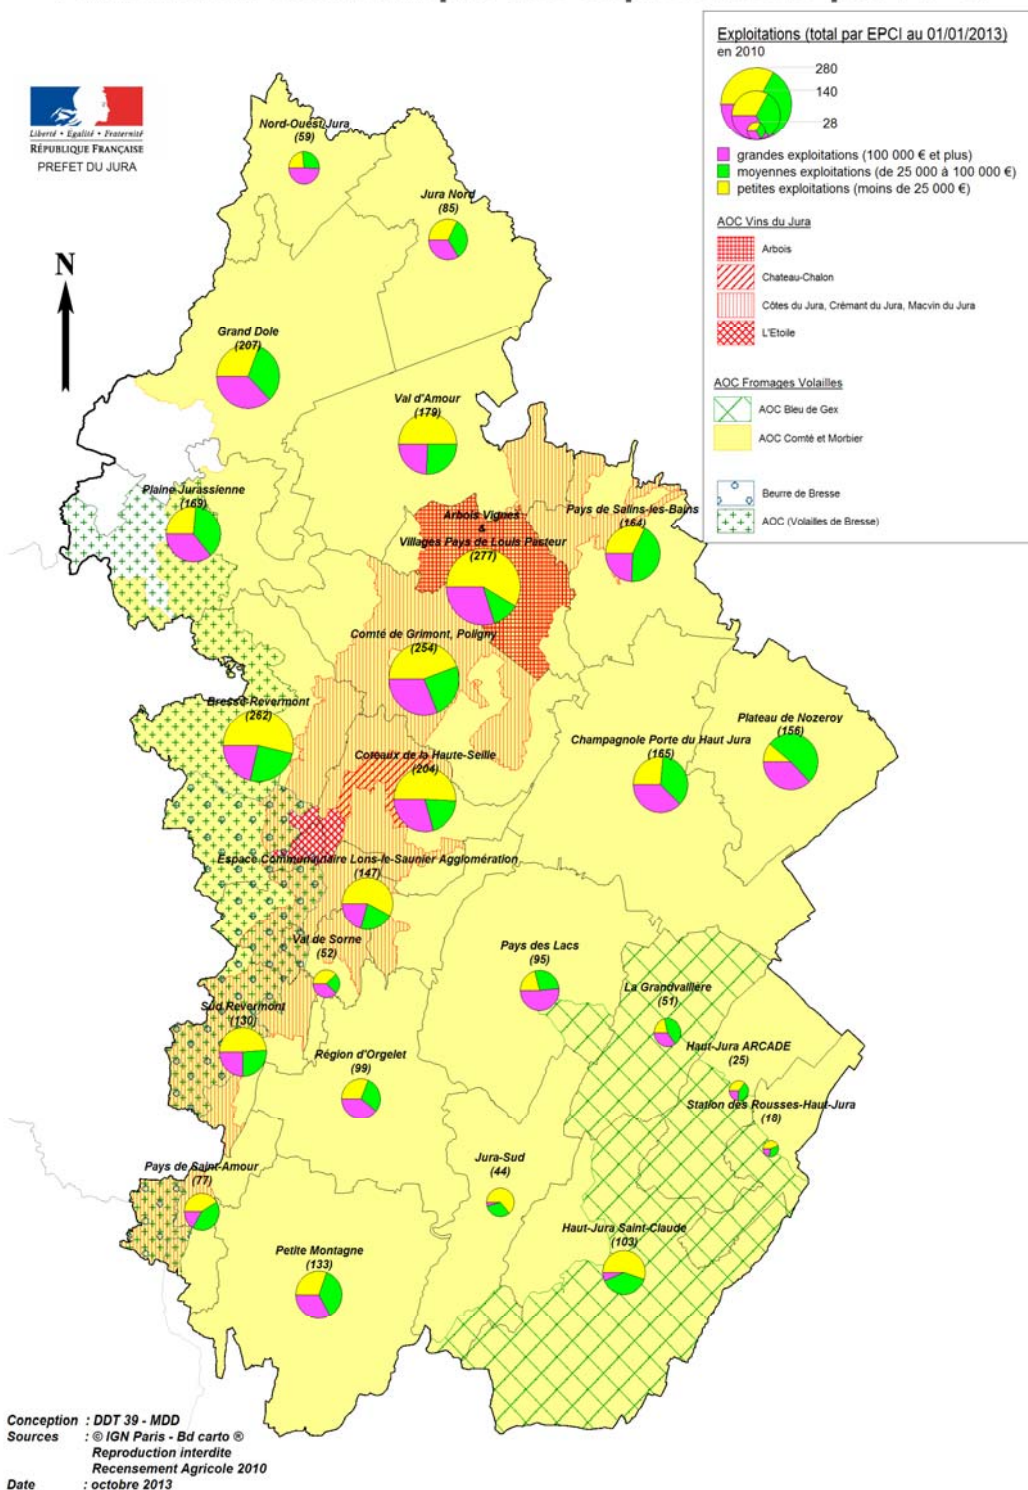 Exploitations (total par EPCI au 01/01/2013)
en 2010
280
140
28
grandes exploitations (100 000 € et plus)
moyennes exploitations (de 25 000 à 100 000 €)
petites exploitations (moins de 25 000 €)
AOC Vins du Jura
Arbois
Chateau-Chalon
Côtes du Jura, Crémant du Jura, Macvin du Jura
L'Etoile
AOC Fromages Volailles
AOC Bleu de Gex
AOC Comté et Morbier
Beurre de Bresse
AOC (Volailles de Bresse)
Liberté • Égalité • Fraternité
RÉPUBLIQUE FRANÇAISE
PREFET DU JURA
N
Nord-Ouest Jura
(59)
Jura Nord
(85)
Grand Dole
(207)
Val d'Amour
(179)
Plaine Jurassienne
(169)
Arbois Vignes
&
Villages Pays de Louis Pasteur
(277)
Pays de Salins-les-Bains
(164)
Comté de Grimont, Poligny
(254)
Bresse-Revermont
(262)
Champagnole Porte du Haut Jura
(165)
Plateau de Nozeroy
(156)
Coteaux de la Haute-Seille
(204)
Espace Communautaire Lons-le-Saunier Agglomération
(147)
Val de Sorne
(52)
Pays des Lacs
(95)
La Grandvallière
(51)
Sud Revermont
(130)
Région d'Orgelet
(99)
Haut-Jura ARCADE
(25)
Station des Rousses-Haut-Jura
(18)
Pays de Saint-Amour
(77)
Jura-Sud
(44)
Haut-Jura Saint-Claude
(103)
Petite Montagne
(133)
Conception : DDT 39 - MDD
Sources : © IGN Paris - Bd carto ®
Reproduction interdite
Recensement Agricole 2010
Date : octobre 2013